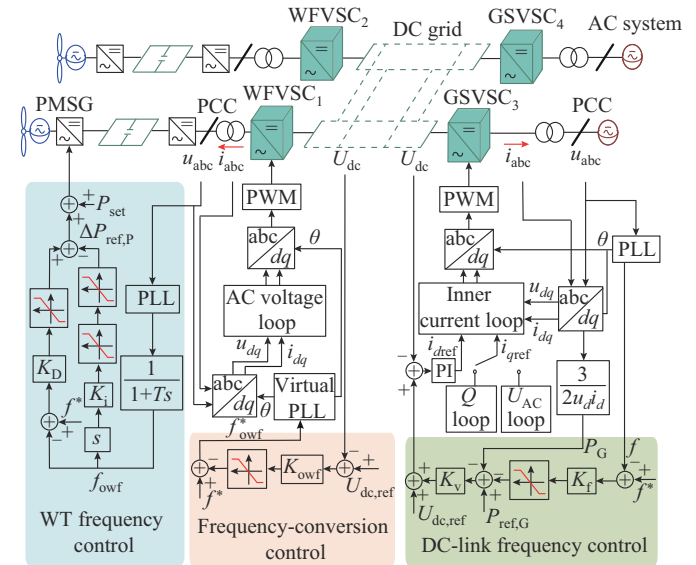 WFVSC2
DC grid
GSVSC4
AC system
PMSG
PCC
WFVSC1
GSVSC3
PCC
uabc
iabc
Udc
Udc
iabc
uabc
PWM
PWM
Pset
ΔPref,P
abc
dq
θ
abc
dq
θ
PLL
PLL
AC voltage
loop
Inner
current loop
udq
idq
abc
dq
udq
idq
idref
iqref
PI
KD
Ki
1
1+Ts
abc
dq
θ
Virtual
PLL
Q
loop
UAC
loop
3
2udid
f*
s
f*owf
PG
f
fowf
Kowf
Udc,ref
f*
Kv
Kf
f*
Udc,ref
Pref,G
WT frequency
control
Frequency-conversion
control
DC-link frequency control